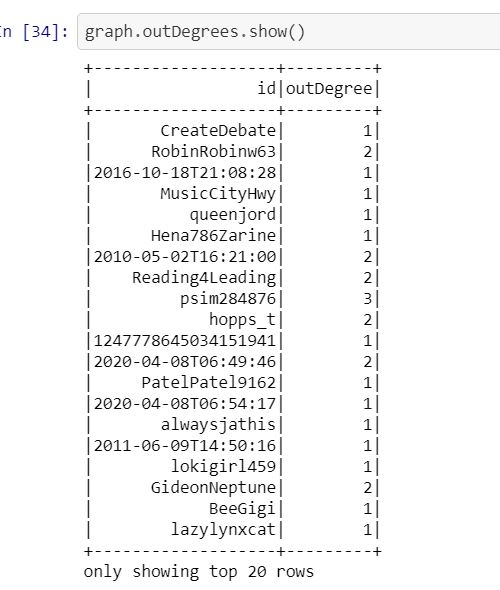 In [34]: graph.outDegrees.show()
+-------------------+---------+
|                 id|outDegree|
+-------------------+---------+
|       CreateDebate|        1|
|      RobinRobinw63|        2|
|2016-10-18T21:08:28|        1|
|       MusicCityHwy|        1|
|          queenjord|        1|
|      Hena786Zarine|        1|
|2010-05-02T16:21:00|        2|
|    Reading4Leading|        2|
|         psim284876|        3|
|            hopps_t|        2|
|1247778645034151941|        1|
|2020-04-08T06:49:46|        2|
|     PatelPatel9162|        1|
|2020-04-08T06:54:17|        1|
|       alwaysjathis|        1|
|2011-06-09T14:50:16|        1|
|        lokigirl459|        1|
|      GideonNeptune|        2|
|            BeeGigi|        1|
|        lazylynxcat|        1|
+-------------------+---------+
only showing top 20 rows